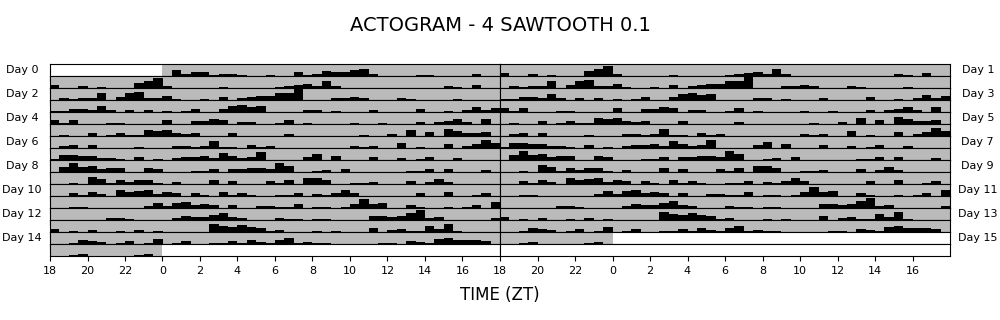 ACTOGRAM - 4 SAWTOOTH 0.1
Day 0 Day 1
Day 2 Day 3
Day 4 Day 5
Day 6 Day 7
Day 8 Day 9
Day 10 Day 11
Day 12 Day 13
Day 14 Day 15
18 20 22 0 2 4 6 8 10 12 14 16 18 20 22 0 2 4 6 8 10 12 14 16
TIME (ZT)